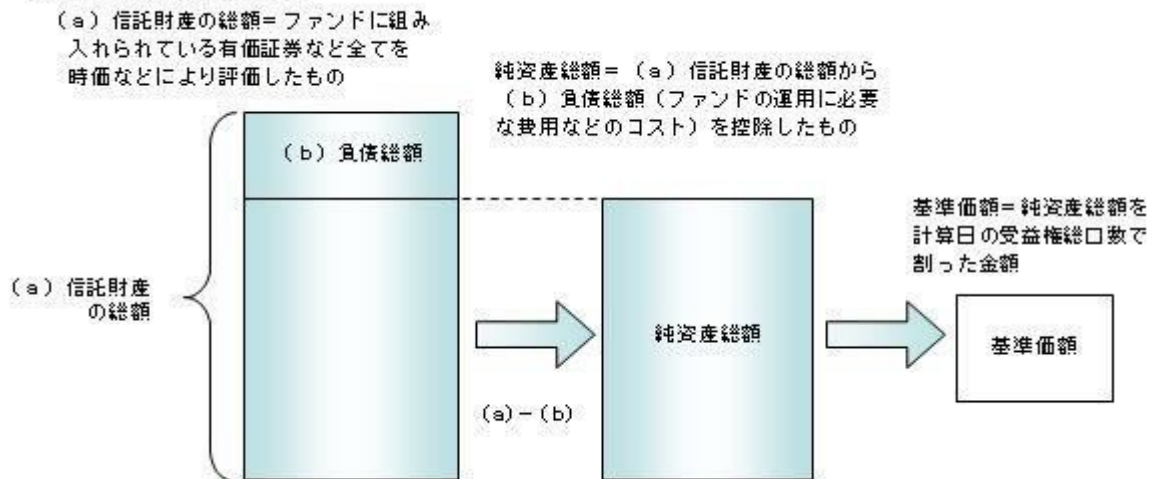 （a）信託財産の総額＝ファンドに組み
入れられている有価証券など全てを
時価などにより評価したもの
純資産総額＝（a）信託財産の総額から
（b）負債総額（ファンドの運用に必要
な費用などのコスト）を控除したもの
（b）負債総額
基準価額＝純資産総額を
計算日の受益権総口数で
割った金額
（a）信託財産
の総額
純資産総額
基準価額
（a）－（b）